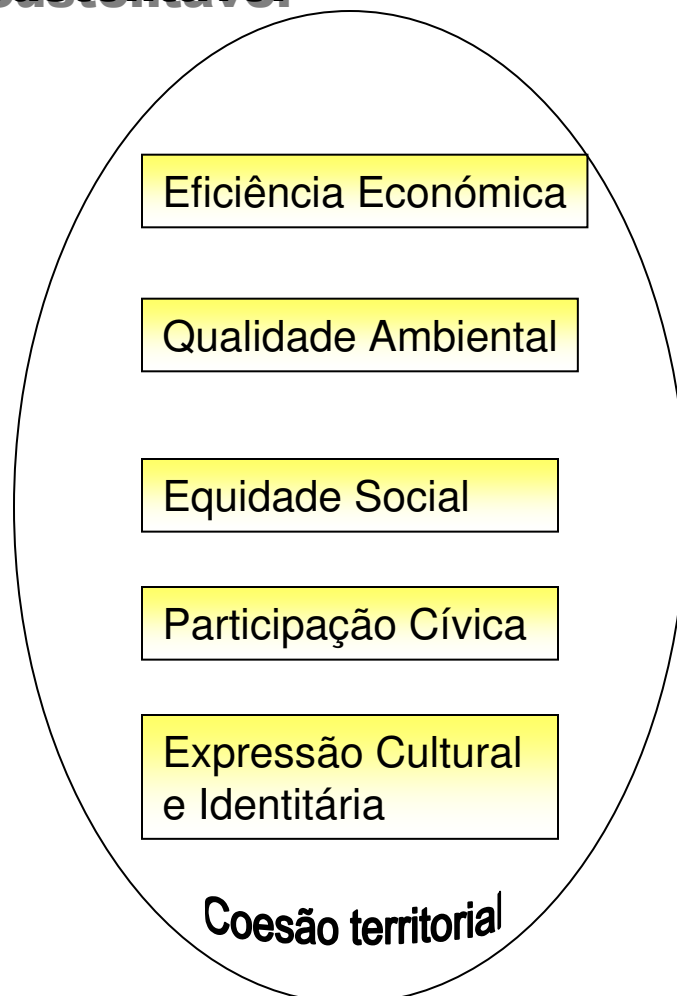 Eficiência Económica
Qualidade Ambiental
Equidade Social
Participação Cívica
Expressão Cultural
e Identitária
Coesão territorial